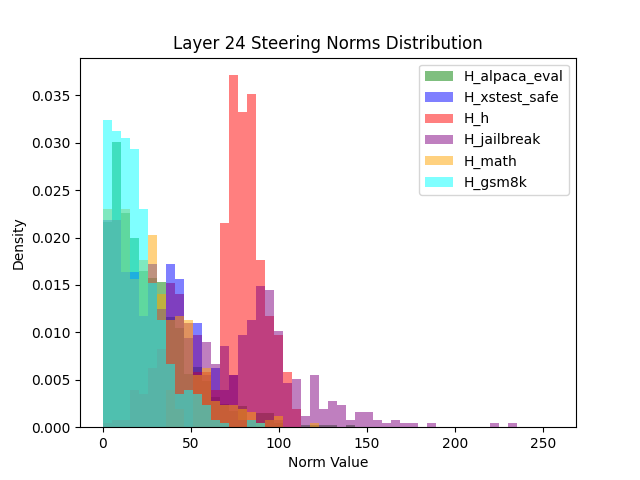 Layer 24 Steering Norms Distribution
H_alpaca_eval
H_xstest_safe
H_h
H_jailbreak
H_math
H_gsm8k
Density
0.035
0.030
0.025
0.020
0.015
0.010
0.005
0.000
0 50 100 150 200 250
Norm Value